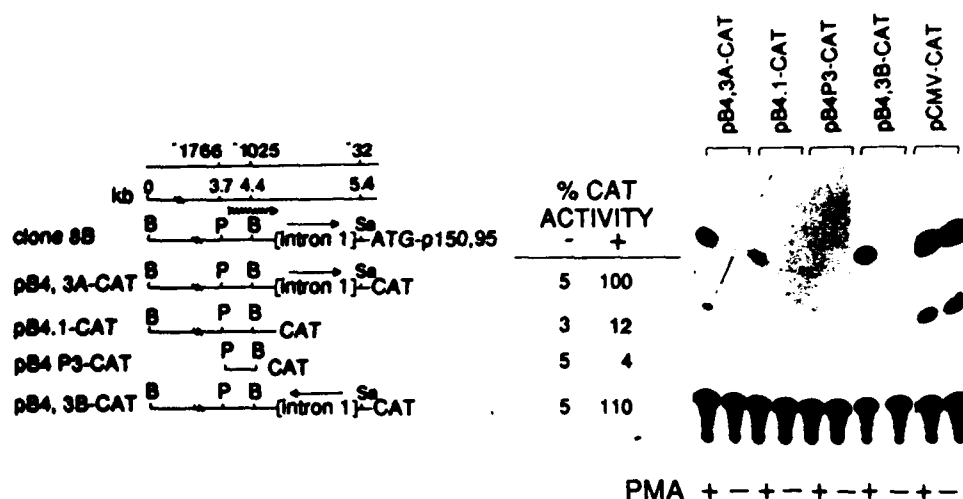 pB4,3A-CAT
pB4.1-CAT
pB4P3-CAT
pB4,3B-CAT
pCMV-CAT
-1766 -1025 -32
kb 0 3.7 4.4 5.4
clone 8B B P B [Intron 1] Sa ATG-p150,95
pB4, 3A-CAT B P B [Intron 1] Sa CAT
pB4.1-CAT B P B CAT
pB4 P3-CAT P B CAT
pB4, 3B-CAT B P B [Intron 1] Sa CAT
% CAT
ACTIVITY
- +
5 100
3 12
5 4
5 110
PMA + - + - + - + - + -